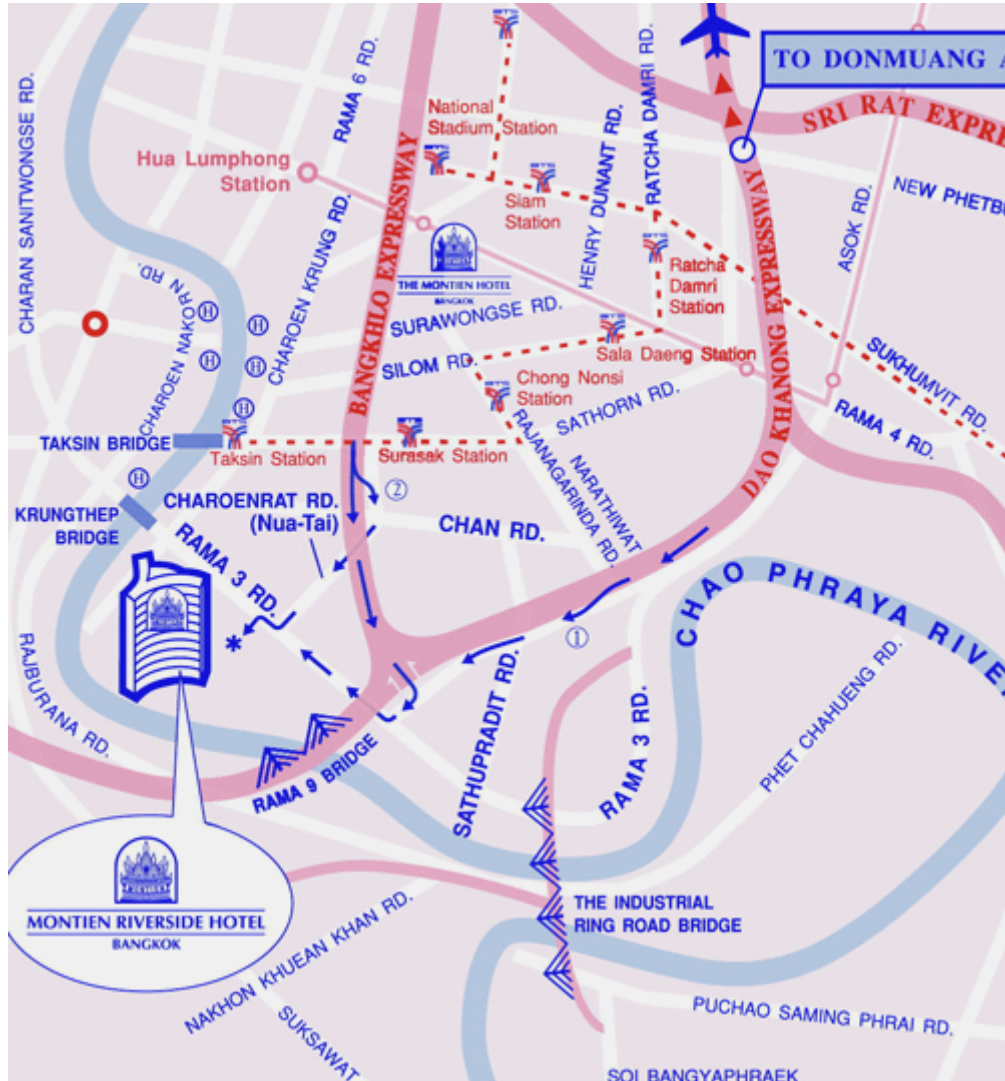 TO DONMUANG A
SRI RAT EXPRE
CHARAN SANITWONGSE RD.
RAMA 6 RD.
BANGKHLO EXPRESSWAY
National
Stadium Station
HENRY DUNANT RD.
RATCHA DAMRI RD.
Hua Lumphong
Station
Siam
Station
NEW PHETBU
ASOK RD.
CHAROEN KRUNG RD.
CHAROEN NAKORN RD.
THE MONTIEN HOTEL
BANGKOK
Ratcha
Damri
Station
DAO KHANONG EXPRESSWAY
H
H
H
H
H
H
SURAWONGSE RD.
SILOM RD.
Sala Daeng Station
SUKHUMVIT RD.
Chong Nonsi
Station
SATHORN RD.
RAMA 4 RD.
TAKSIN BRIDGE
Taksin Station
Surasak Station
RAJANAGARINDA RD.
NARATHIWAT
②
KRUNGTHEP
BRIDGE
CHAROENRAT RD.
(Nua-Tai)
CHAN RD.
RAMA 3 RD.
CHAO PHRAYA RIVE
*
①
RAJBURANA RD.
RAMA 9 BRIDGE
SATHUPRADIT RD.
RAMA 3 RD.
PHET CHAHUENG RD.
MONTIEN
MONTIEN RIVERSIDE HOTEL
BANGKOK
THE INDUSTRIAL
RING ROAD BRIDGE
NAKHON KHUEAN KHAN RD.
SUKSAWAT
PUCHAO SAMING PHRAI RD.
SOI BANGYAPHRAEK